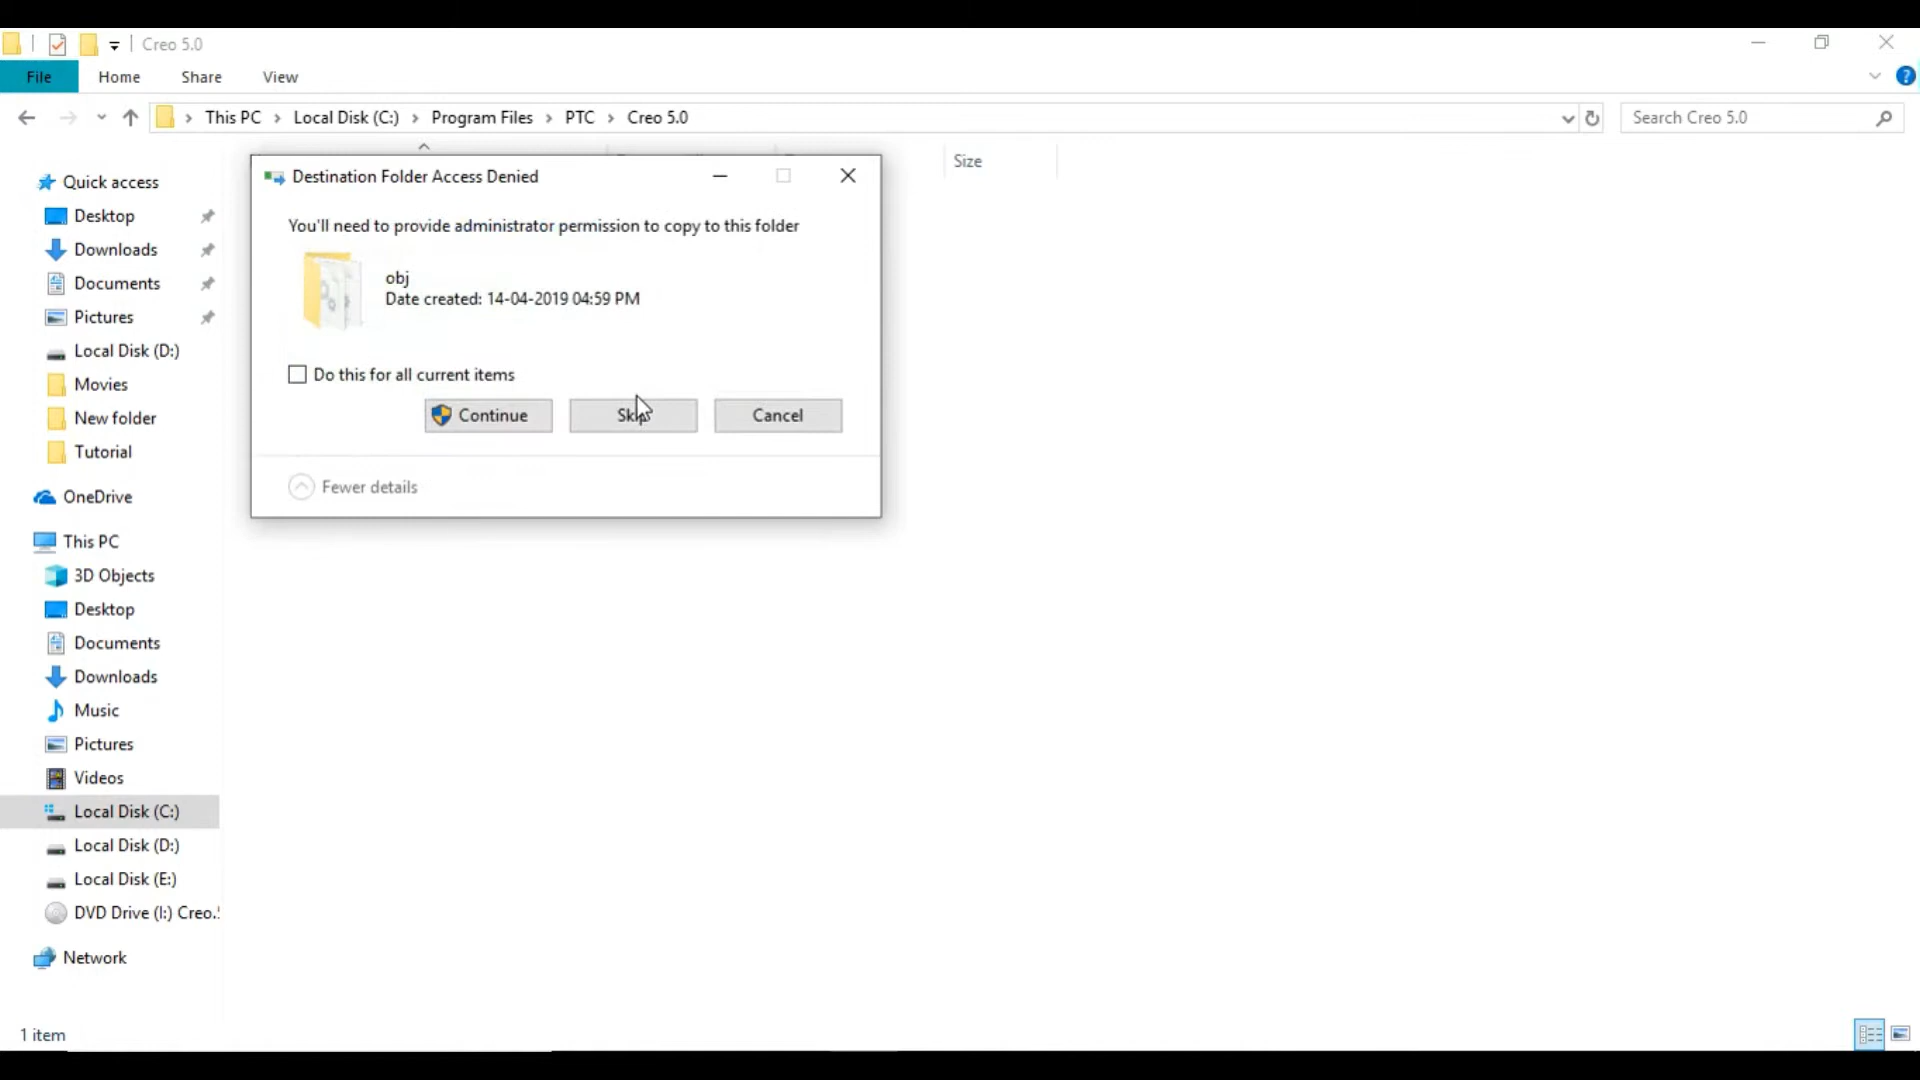 Creo 5.0
File Home Share View
This PC Local Disk (C:) Program Files PTC Creo 5.0
Search Creo 5.0
Size
Destination Folder Access Denied
You'll need to provide administrator permission to copy to this folder
obj
Date created: 14-04-2019 04:59 PM
Do this for all current items
Continue Skip Cancel
Fewer details
Quick access
Desktop
Downloads
Documents
Pictures
Local Disk (D:)
Movies
New folder
Tutorial
OneDrive
This PC
3D Objects
Desktop
Documents
Downloads
Music
Pictures
Videos
Local Disk (C:)
Local Disk (D:)
Local Disk (E:)
DVD Drive (I:) Creo.
Network
1 item